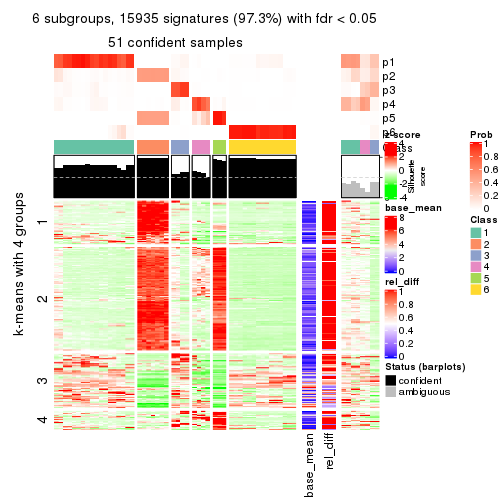 6 subgroups, 15935 signatures (97.3%) with fdr < 0.05
51 confident samples
p1
p2
p3
p4
p5
p6
Class
Silhouette score
k-means with 4 groups
1
2
3
4
base_mean
rel_diff
z-score
4
2
0
-2
-4
base_mean
8
6
4
2
0
rel_diff
1
0.8
0.6
0.4
0.2
0
Status (barplots)
confident
ambiguous
Prob
1
0.8
0.6
0.4
0.2
0
Class
1
2
3
4
5
6